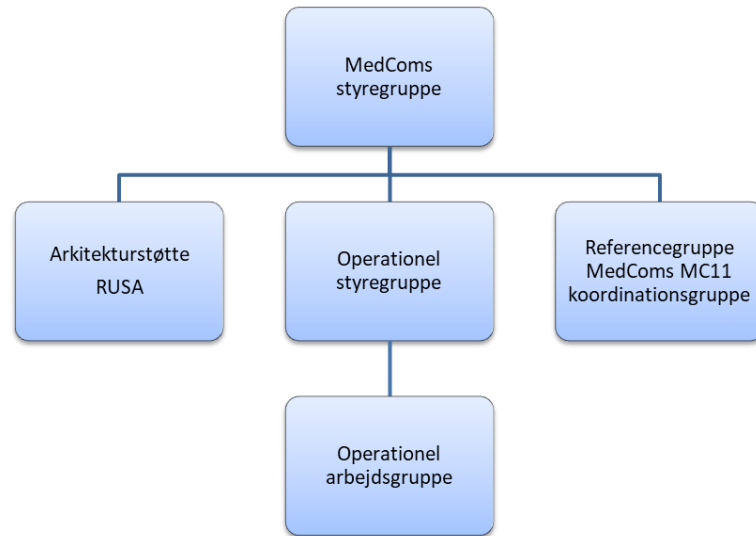 MedComs
styregruppe
Arkitekturstøtte
RUSA
Operationel
styregruppe
Referencegruppe
MedComs MC11
koordinationsgruppe
Operationel
arbejdsgruppe